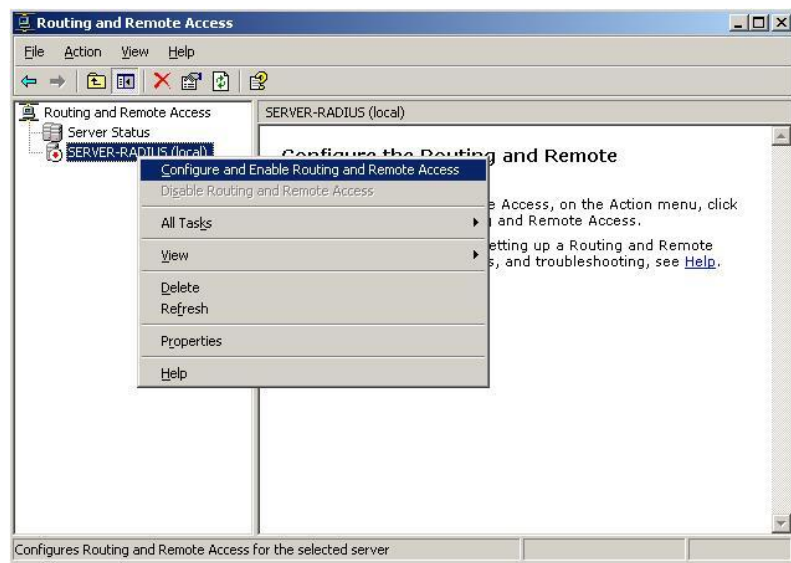 Routing and Remote Access
File Action View Help
Routing and Remote Access
Server Status
SERVER-RADIUS (local)
SERVER-RADIUS (local)
Configure the Routing and Remote
e Access, on the Action menu, click
and Remote Access.
etting up a Routing and Remote
s, and troubleshooting, see Help.
Configure and Enable Routing and Remote Access
Disable Routing and Remote Access
All Tasks
View
Delete
Refresh
Properties
Help
Configures Routing and Remote Access for the selected server